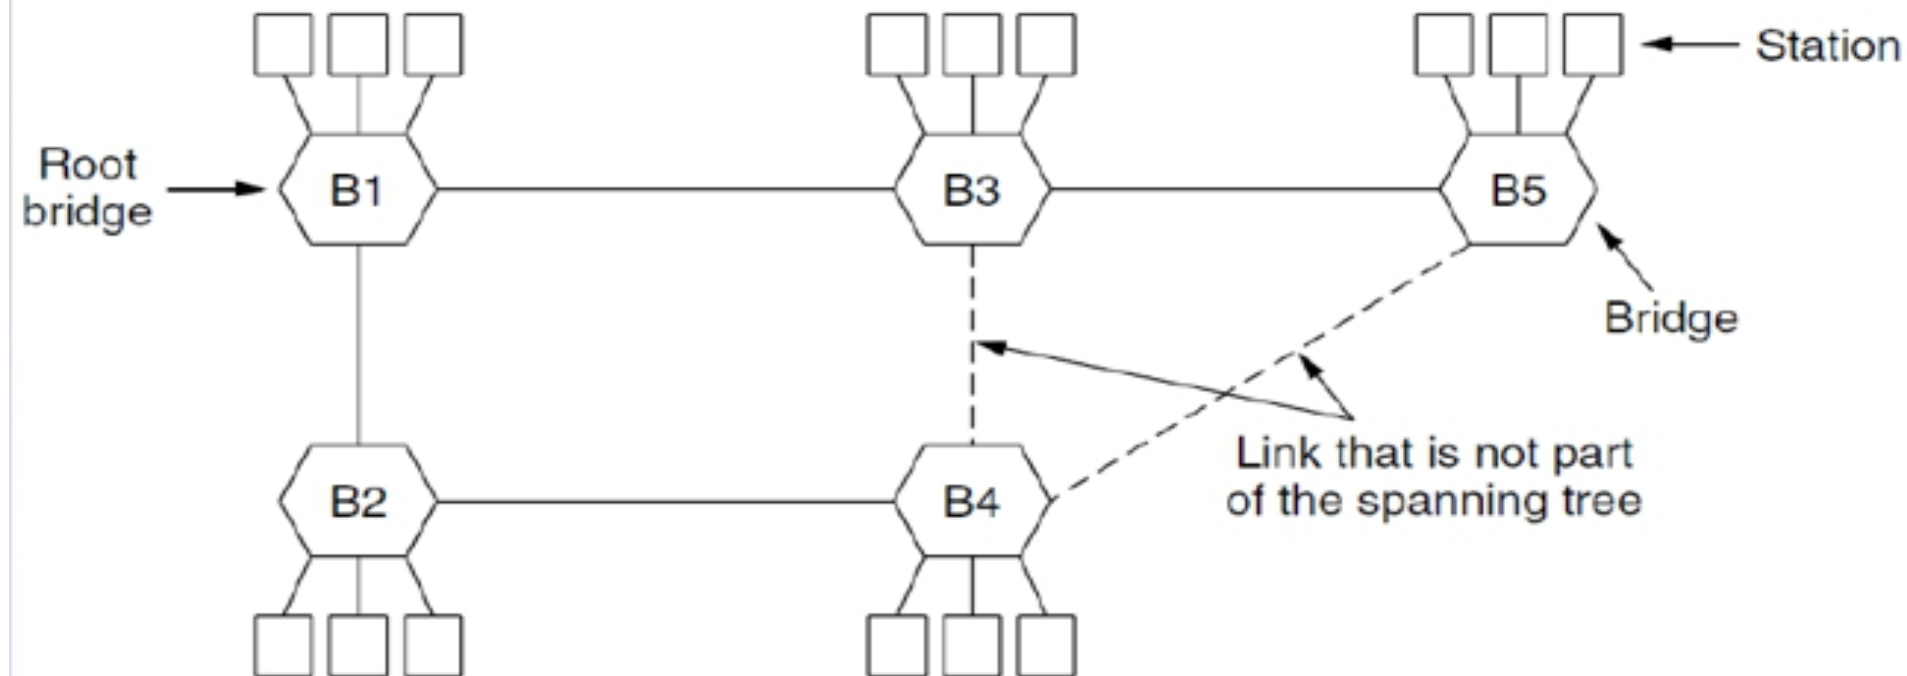 Station
Root
bridge
B1
B3
B5
Bridge
Link that is not part
of the spanning tree
B2
B4